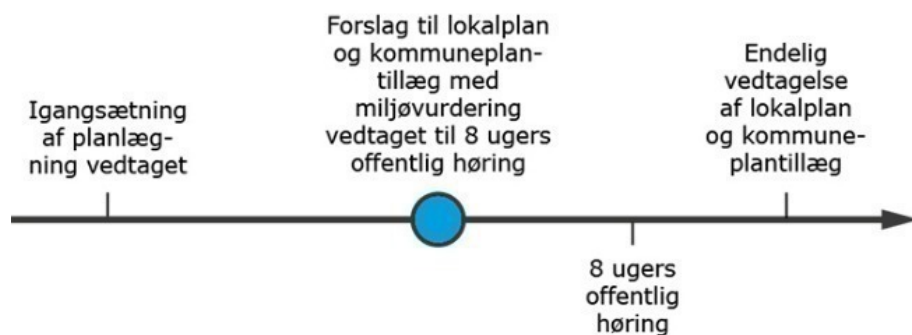 Igangsætning
af planlæg-
ning vedtaget
Forslag til lokalplan
og kommuneplan-
tillæg med
miljøvurdering
vedtaget til 8 ugers
offentlig høring
8 ugers
offentlig
høring
Endelig
vedtagelse
af lokalplan
og kommune-
plantillæg